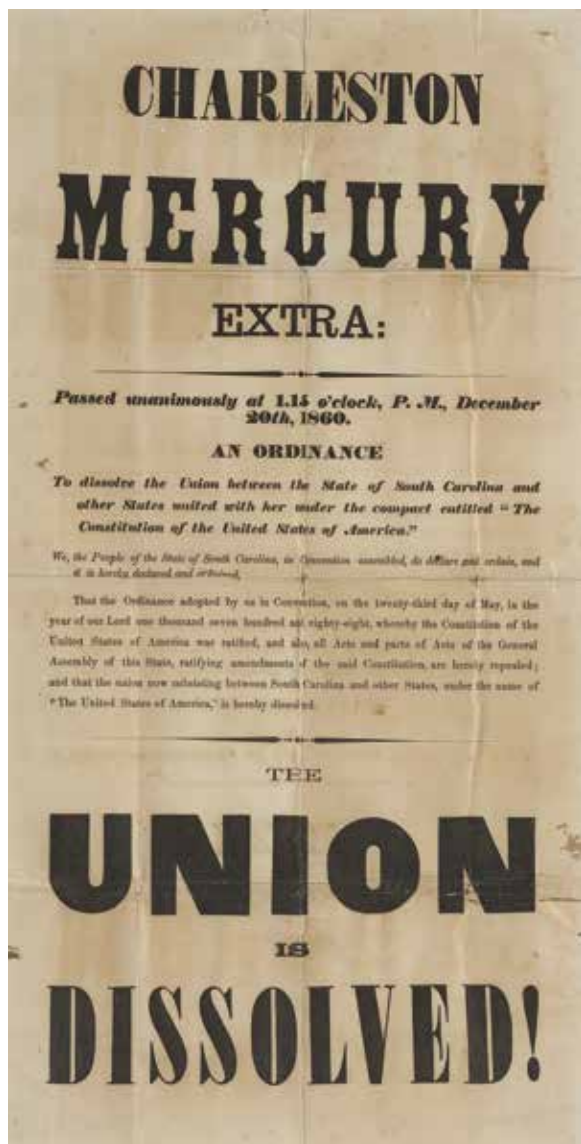 CHARLESTON
MERCURY
EXTRA:
Passed unanimously at 1.15 o'clock, P. M., December
20th, 1860.
AN ORDINANCE
To dissolve the Union between the State of South Carolina and
other States united with her under the compact entitled "The
Constitution of the United States of America."
We, the People of the State of South Carolina, in Convention assembled, do declare and ordain, and
it is hereby declared and ordained,
That the Ordinance adopted by us in Convention, on the twenty-third day of May, in the
year of our Lord one thousand seven hundred and eighty-eight, whereby the Constitution of the
United States of America was ratified, and also, all Acts and parts of Acts of the General
Assembly of this State, ratifying amendments of the said Constitution, are hereby repealed;
and that the union now subsisting between South Carolina and other States, under the name of
"The United States of America," is hereby dissolved.
THE
UNION
IS
DISSOLVED!